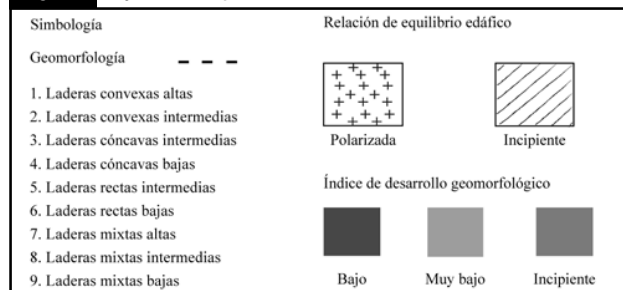 Simbología
Geomorfología
1. Laderas convexas altas
2. Laderas convexas intermedias
3. Laderas cóncavas intermedias
4. Laderas cóncavas bajas
5. Laderas rectas intermedias
6. Laderas rectas bajas
7. Laderas mixtas altas
8. Laderas mixtas intermedias
9. Laderas mixtas bajas
Relación de equilibrio edáfico
Polarizada Incipiente
Índice de desarrollo geomorfológico
Bajo Muy bajo Incipiente